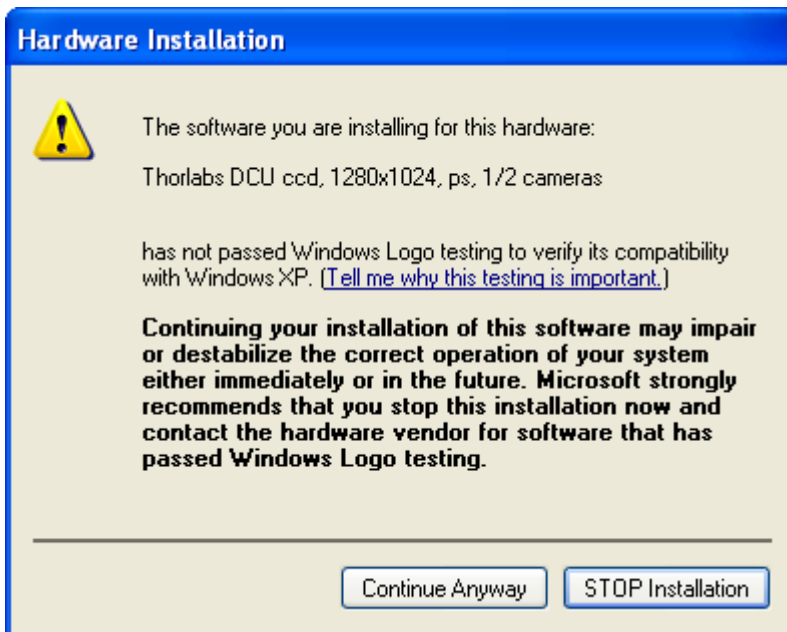 Hardware Installation
The software you are installing for this hardware:
Thorlabs DCU ccd, 1280x1024, ps, 1/2 cameras
has not passed Windows Logo testing to verify its compatibility
with Windows XP. (Tell me why this testing is important.)
Continuing your installation of this software may impair
or destabilize the correct operation of your system
either immediately or in the future. Microsoft strongly
recommends that you stop this installation now and
contact the hardware vendor for software that has
passed Windows Logo testing.
Continue Anyway
STOP Installation